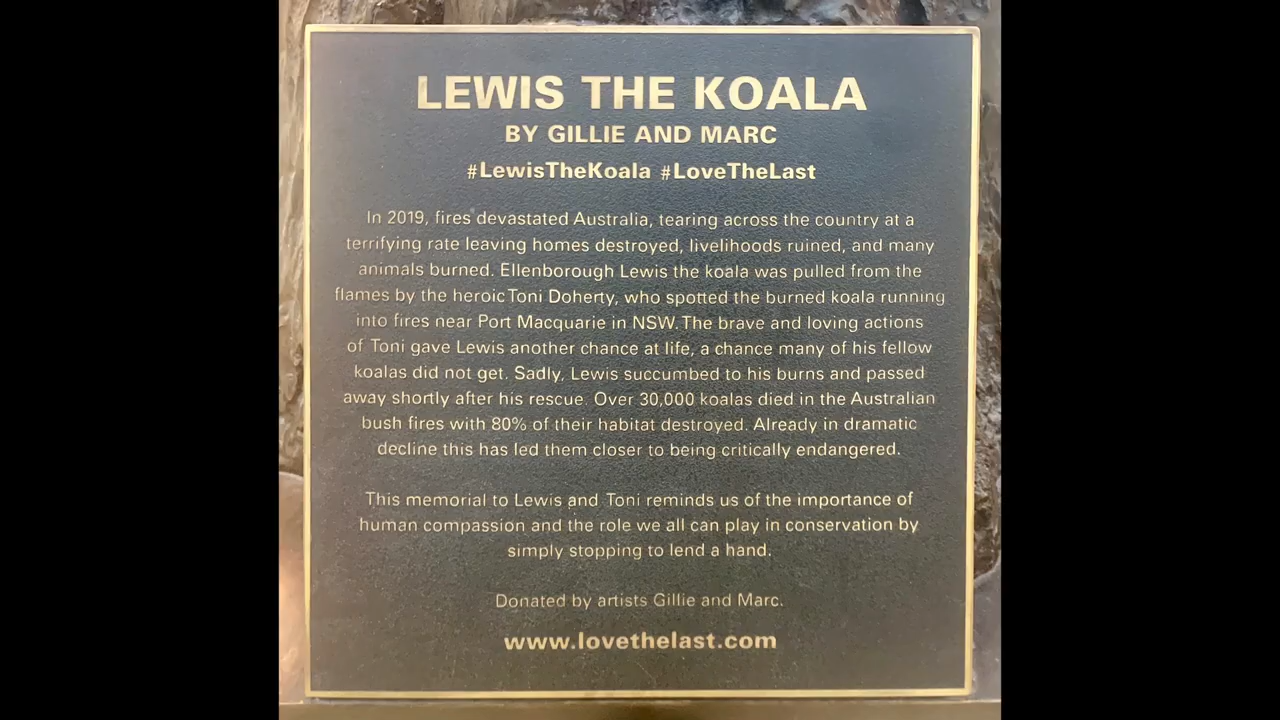 LEWIS THE KOALA
BY GILLIE AND MARC
#LewisTheKoala #LoveTheLast
In 2019, fires devastated Australia, tearing across the country at a
terrifying rate leaving homes destroyed, livelihoods ruined, and many
animals burned. Ellenborough Lewis the koala was pulled from the
flames by the heroic Toni Doherty, who spotted the burned koala running
into fires near Port Macquarie in NSW. The brave and loving actions
of Toni gave Lewis another chance at life, a chance many of his fellow
koalas did not get. Sadly, Lewis succumbed to his burns and passed
away shortly after his rescue. Over 30,000 koalas died in the Australian
bush fires with 80% of their habitat destroyed. Already in dramatic
decline this has led them closer to being critically endangered.
This memorial to Lewis and Toni reminds us of the importance of
human compassion and the role we all can play in conservation by
simply stopping to lend a hand.
Donated by artists Gillie and Marc.
www.lovethelast.com